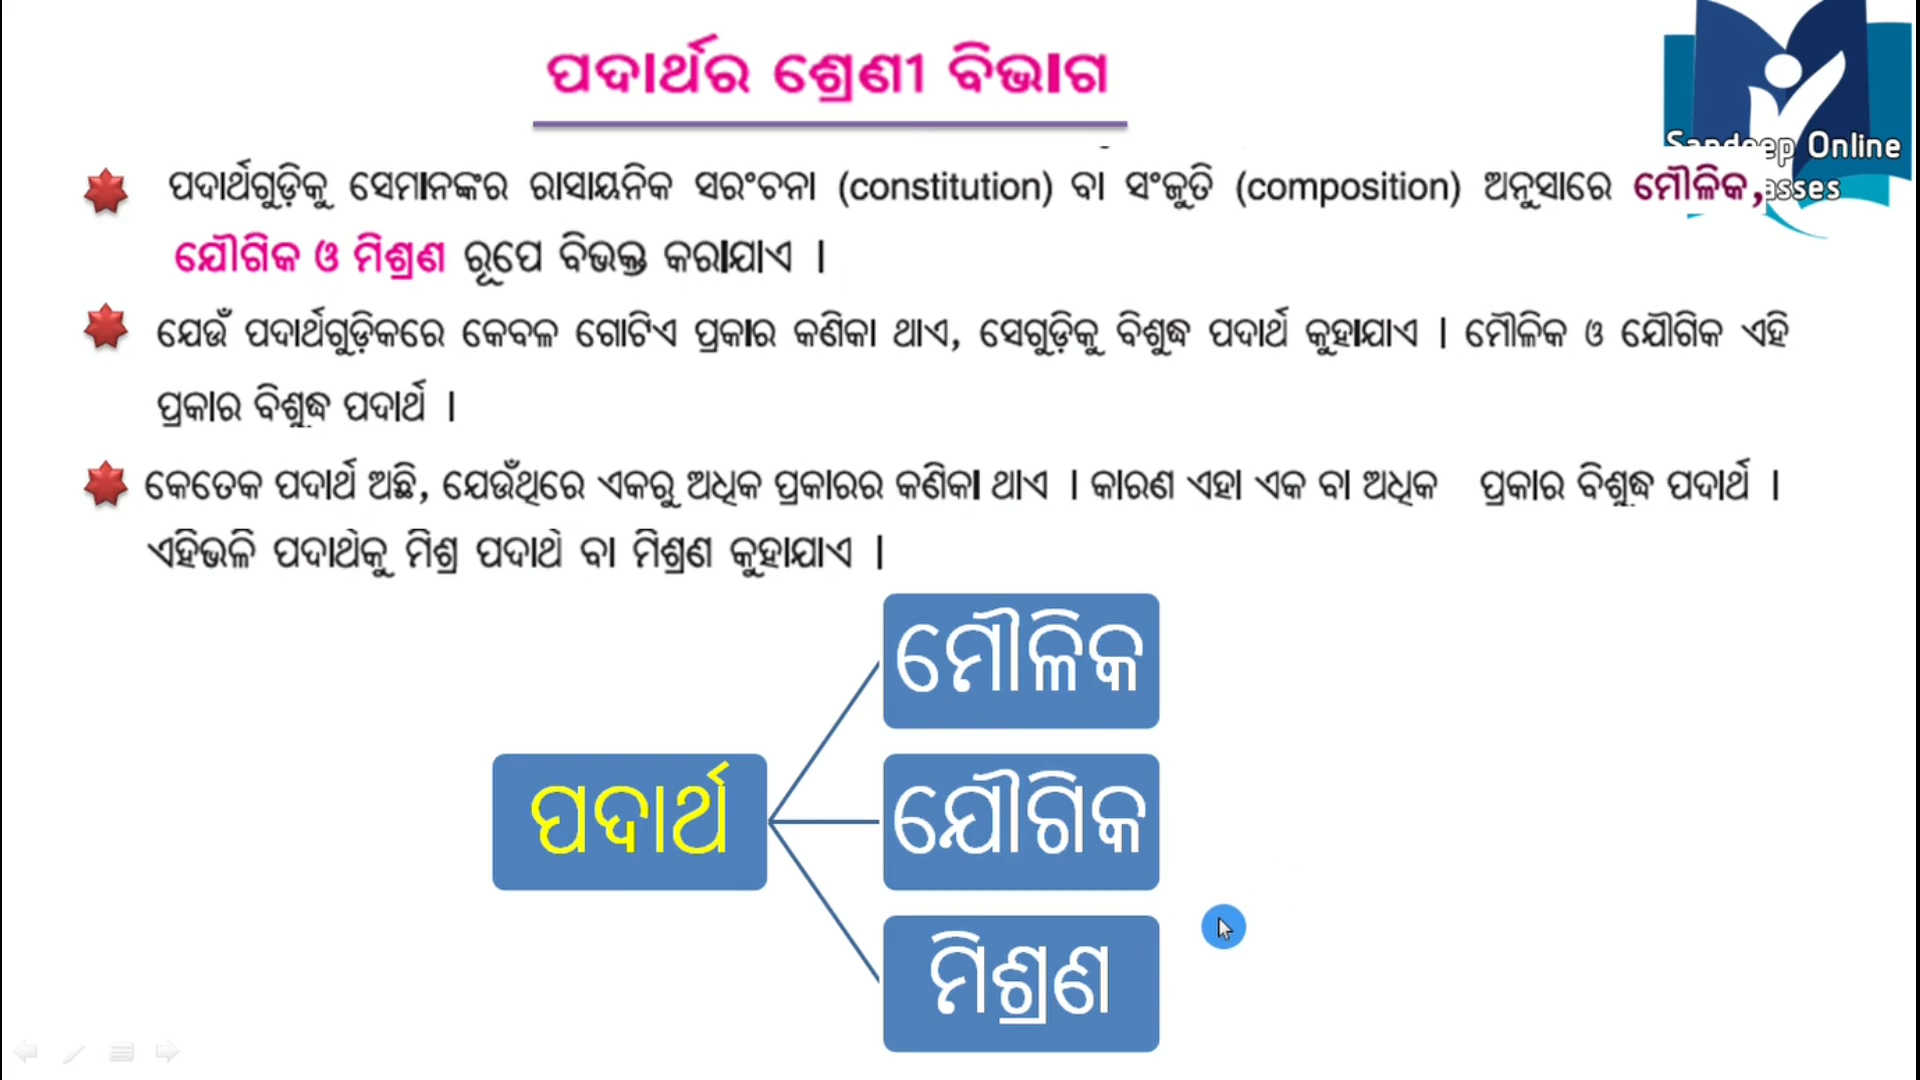 ପଦାର୍ଥର ଶ୍ରେଣୀ ବିଭାଗ
Sandeep Online
ପଦାର୍ଥଗୁଡ଼ିକୁ ସେମାନଙ୍କର ରାସାୟନିକ ସରଂଚନା (constitution) ବା ସଂଜୁତି (composition) ଅନୁସାରେ ମୌଳିକ,
ଯୌଗିକ ଓ ମିଶ୍ରଣ ରୂପେ ବିଭକ୍ତ କରାଯାଏ ।
ଯେଉଁ ପଦାର୍ଥଗୁଡ଼ିକରେ କେବଳ ଗୋଟିଏ ପ୍ରକାର କଣିକା ଥାଏ, ସେଗୁଡ଼ିକୁ ବିଶୁଦ୍ଧ ପଦାର୍ଥ କୁହାଯାଏ । ମୌଳିକ ଓ ଯୌଗିକ ଏହି
ପ୍ରକାର ବିଶୁଦ୍ଧ ପଦାର୍ଥ ।
କେତେକ ପଦାର୍ଥ ଅଛି, ଯେଉଁଥିରେ ଏକରୁ ଅଧିକ ପ୍ରକାରର କଣିକା ଥାଏ । କାରଣ ଏହା ଏକ ବା ଅଧିକ ପ୍ରକାର ବିଶୁଦ୍ଧ ପଦାର୍ଥ ।
ଏହିଭଳି ପଦାର୍ଥକୁ ମିଶ୍ର ପଦାର୍ଥ ବା ମିଶ୍ରଣ କୁହାଯାଏ ।
ମୌଳିକ
ପଦାର୍ଥ
ଯୌଗିକ
ମିଶ୍ରଣ